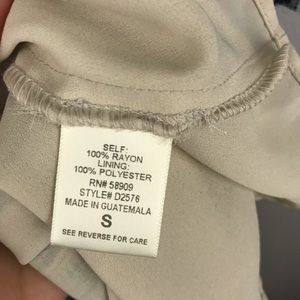 SELF:
100% RAYON
LINING:
100% POLYESTER
RN# 58909
STYLE# D2576
MADE IN GUATEMALA
S
SEE REVERSE FOR CARE